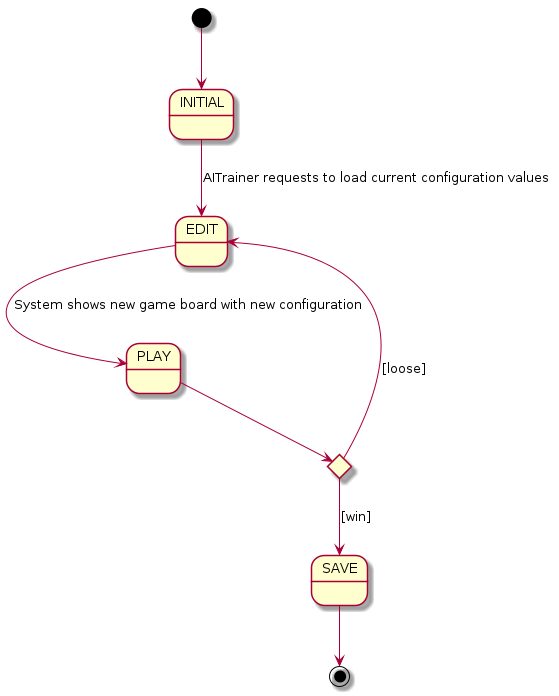 INITIAL
AITrainer requests to load current configuration values
EDIT
System shows new game board with new configuration
PLAY
[loose]
[win]
SAVE